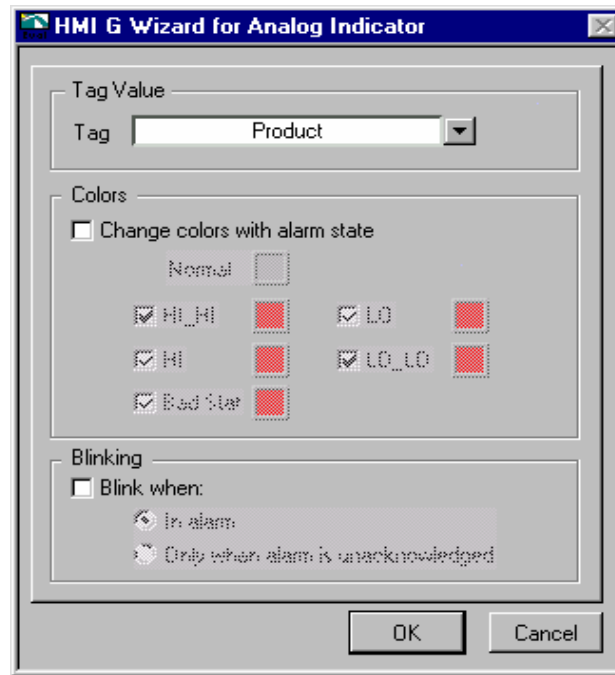 HMI G Wizard for Analog Indicator
Tag Value
Tag Product
Colors
Change colors with alarm state
Normal
HI_HI LO
HI LO_LO
Bad Stat
Blinking
Blink when:
In alarm
Only when alarm is unacknowledged
OK Cancel